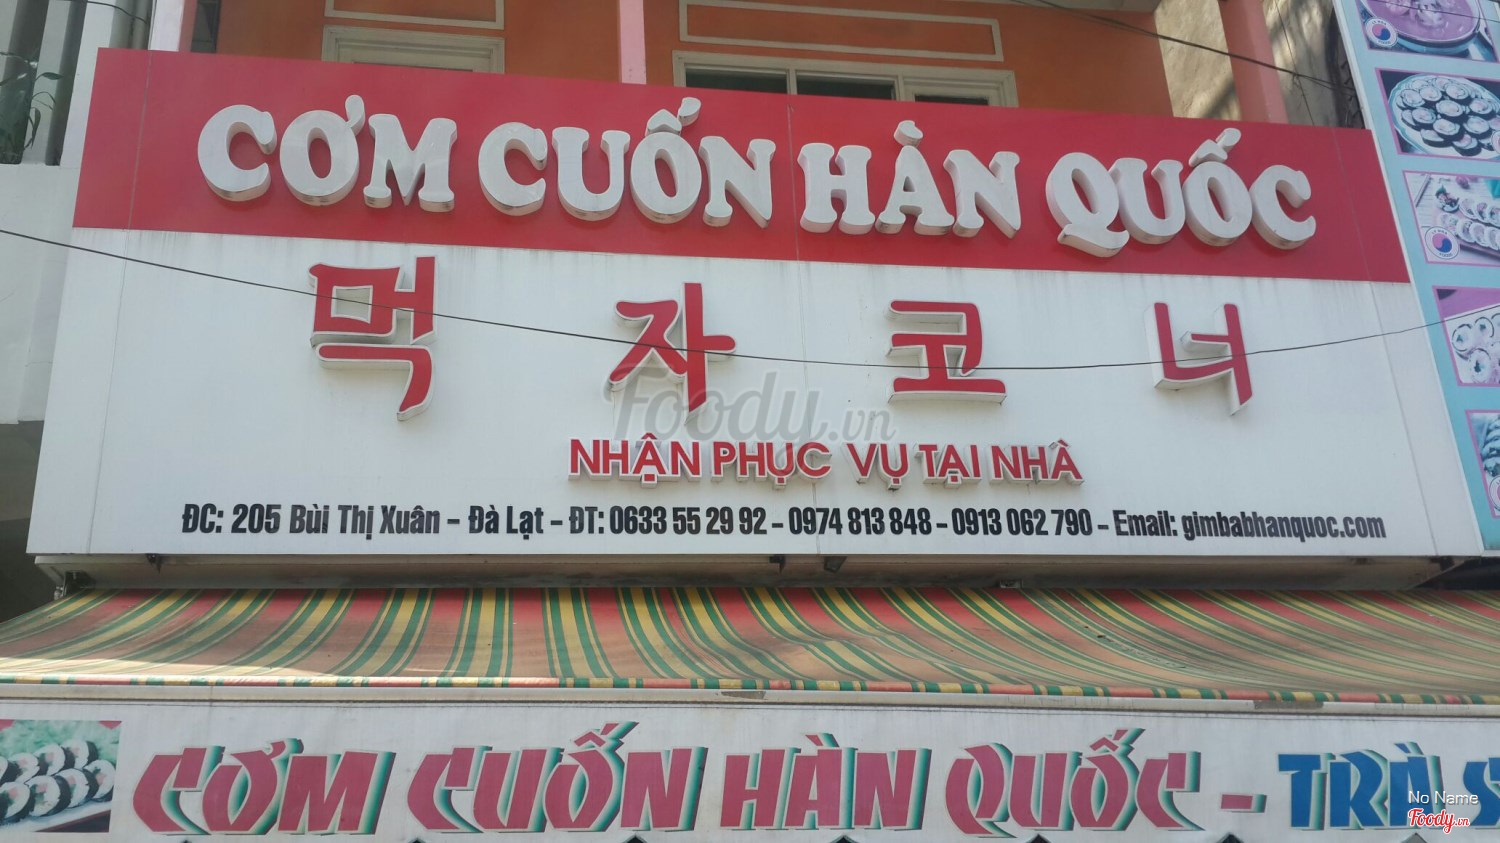 CƠM CUỐN HÀN QUỐC
먹자코너
Foody.vn
NHẬN PHỤC VỤ TẠI NHÀ
ĐC: 205 Bùi Thị Xuân - Đà Lạt - ĐT: 0633 55 29 92 - 0974 813 848 - 0913 062 790 - Email: gimbabhanquoc.com
CƠM CUỐN HÀN QUỐC - TRÀ S
No Name
Foody.vn